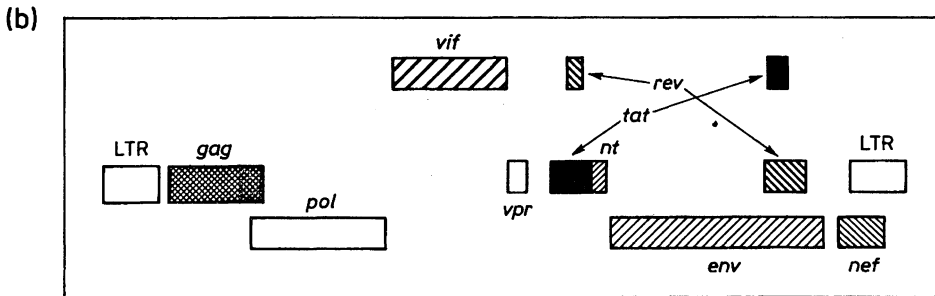 (b)
vif
rev
tat
nt
LTR
gag
LTR
pol
vpr
env
nef